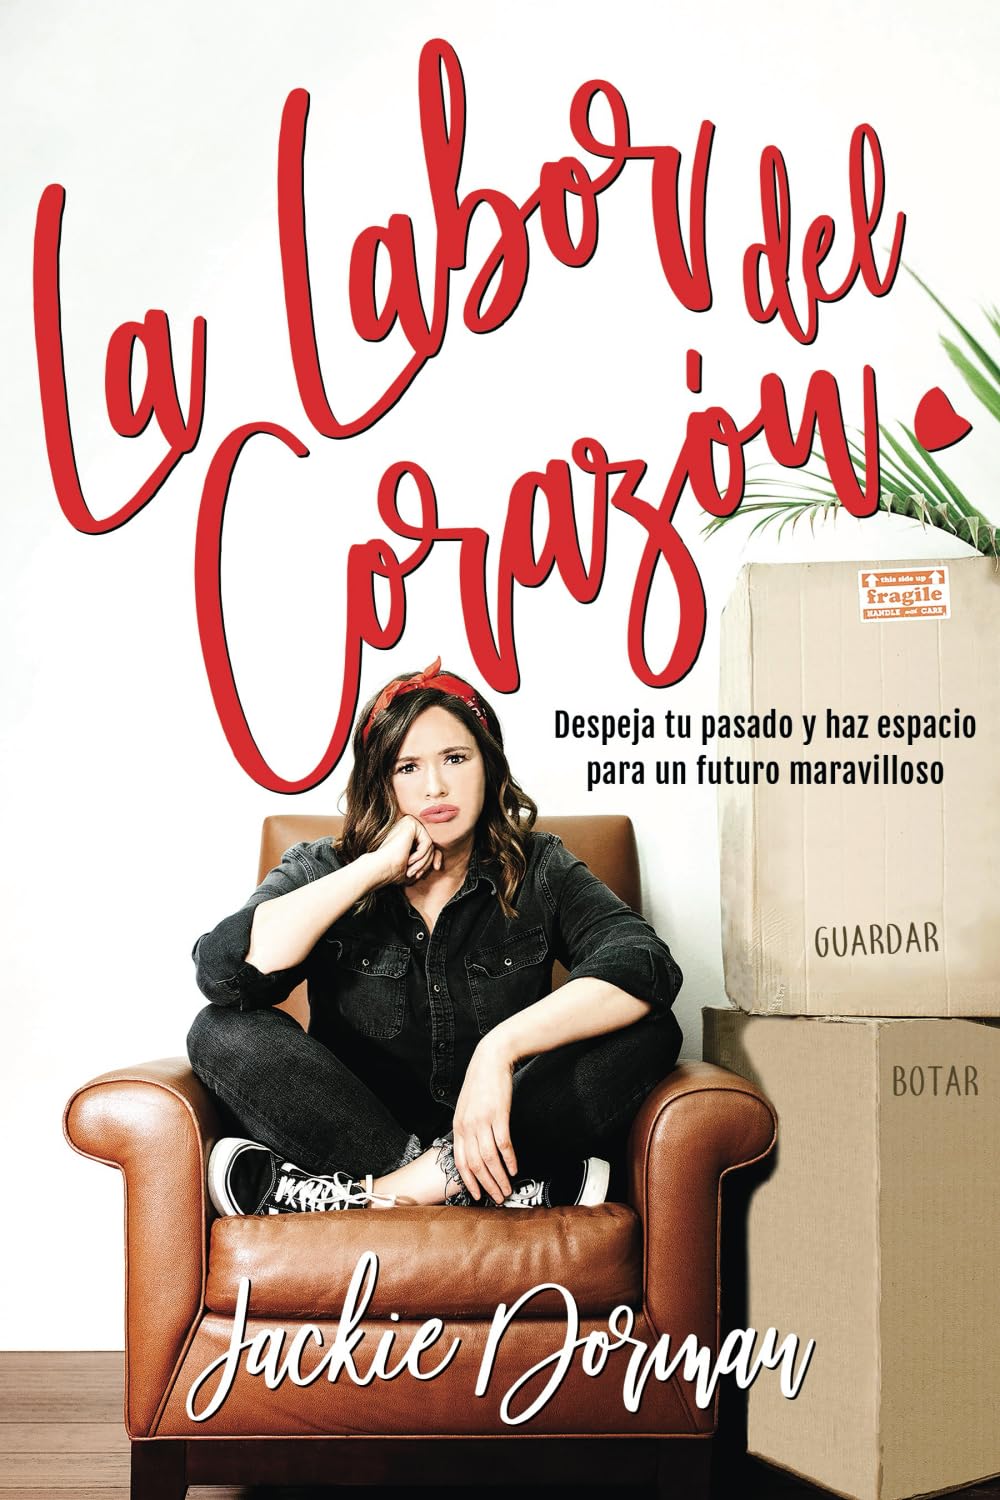 La Labor del
Corazón
Despeja tu pasado y haz espacio
para un futuro maravilloso
this side up
fragile
HANDLE with CARE
GUARDAR
BOTAR
Jackie Dorman